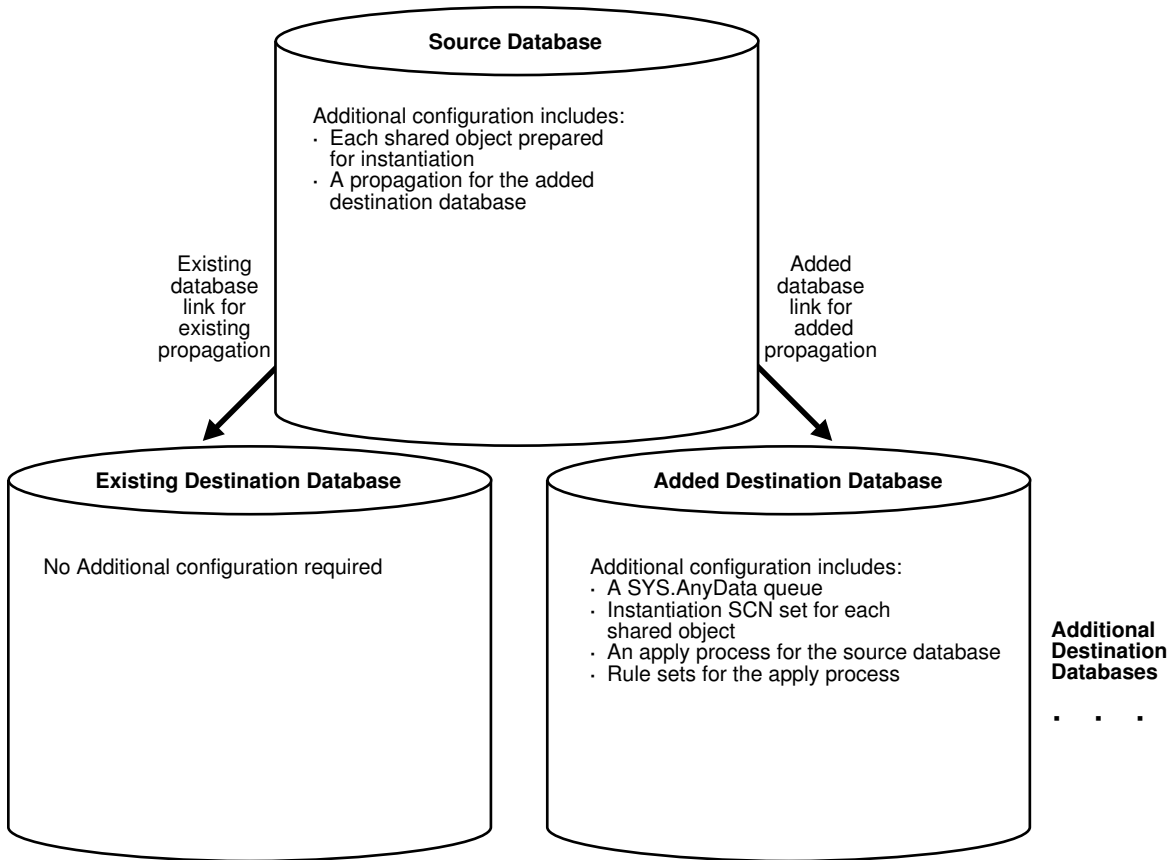 Source Database
Additional configuration includes:
· Each shared object prepared
for instantiation
· A propagation for the added
destination database
Existing
database
link for
existing
propagation
Added
database
link for
added
propagation
Existing Destination Database
No Additional configuration required
Added Destination Database
Additional configuration includes:
· A SYS.AnyData queue
· Instantiation SCN set for each
shared object
· An apply process for the source database
· Rule sets for the apply process
Additional
Destination
Databases
. . .